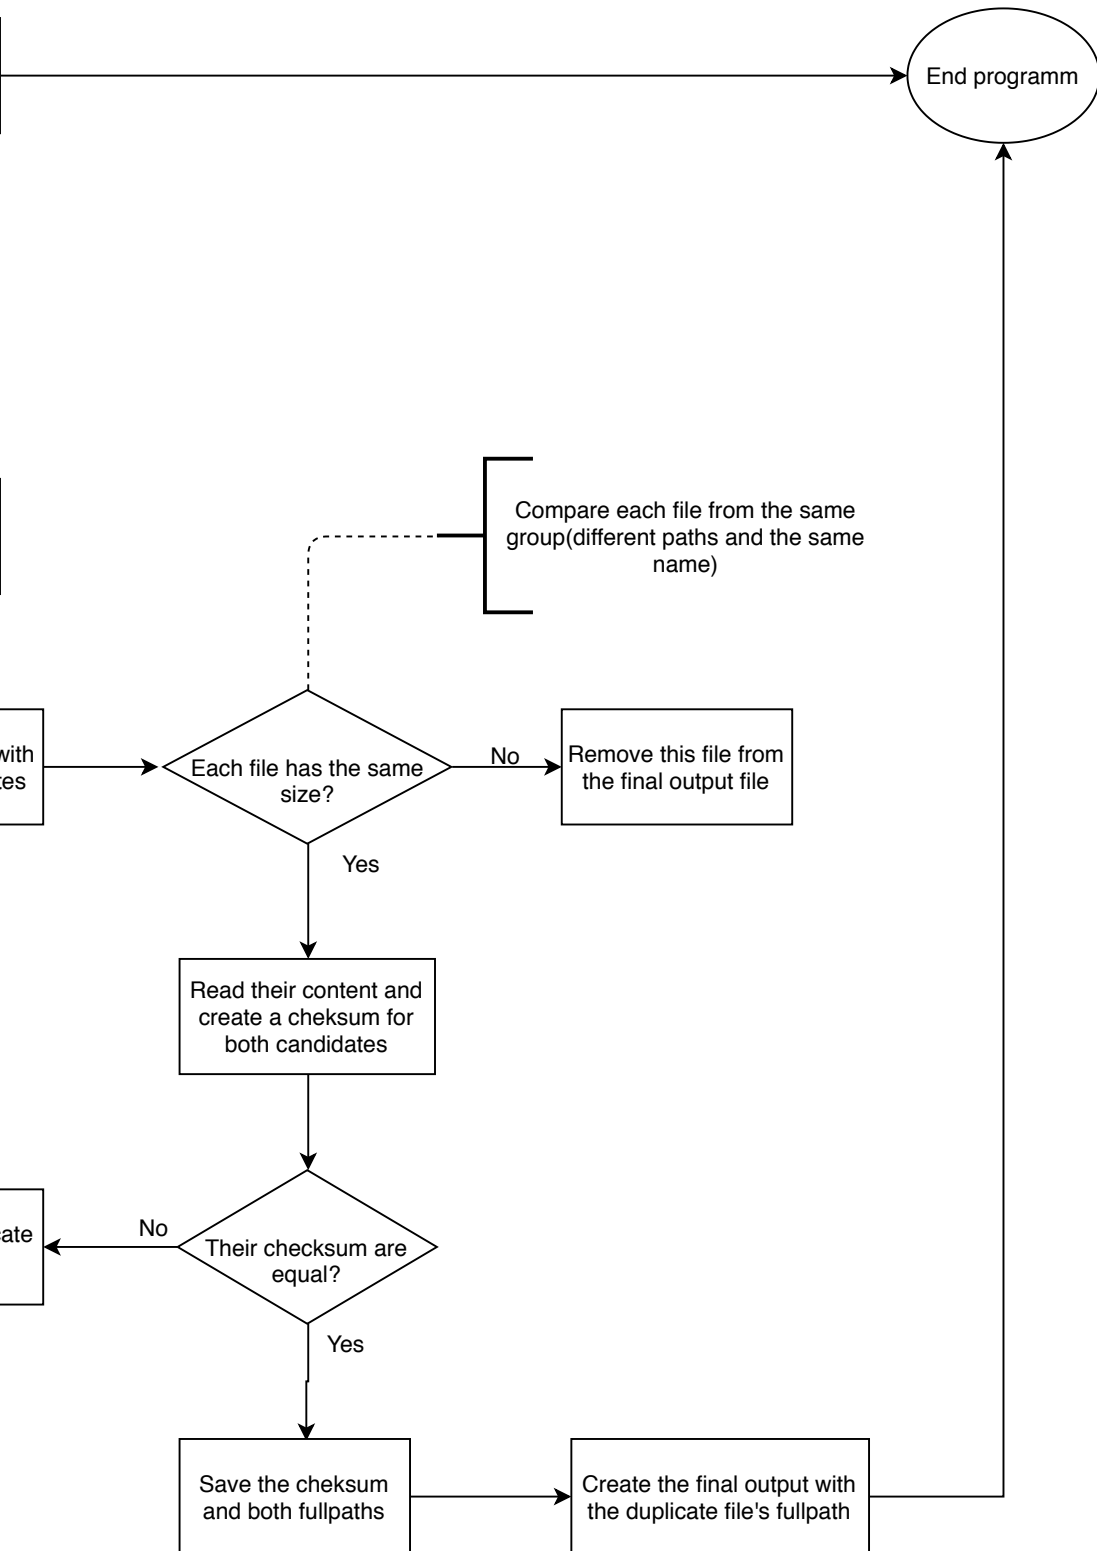 End programm
Compare each file from the same
group(different paths and the same
name)
with
Each file has the same
size?
No
Remove this file from
the final output file
Yes
Read their content and
create a cheksum for
both candidates
No
Their checksum are
equal?
Yes
Save the cheksum
and both fullpaths
Create the final output with
the duplicate file's fullpath